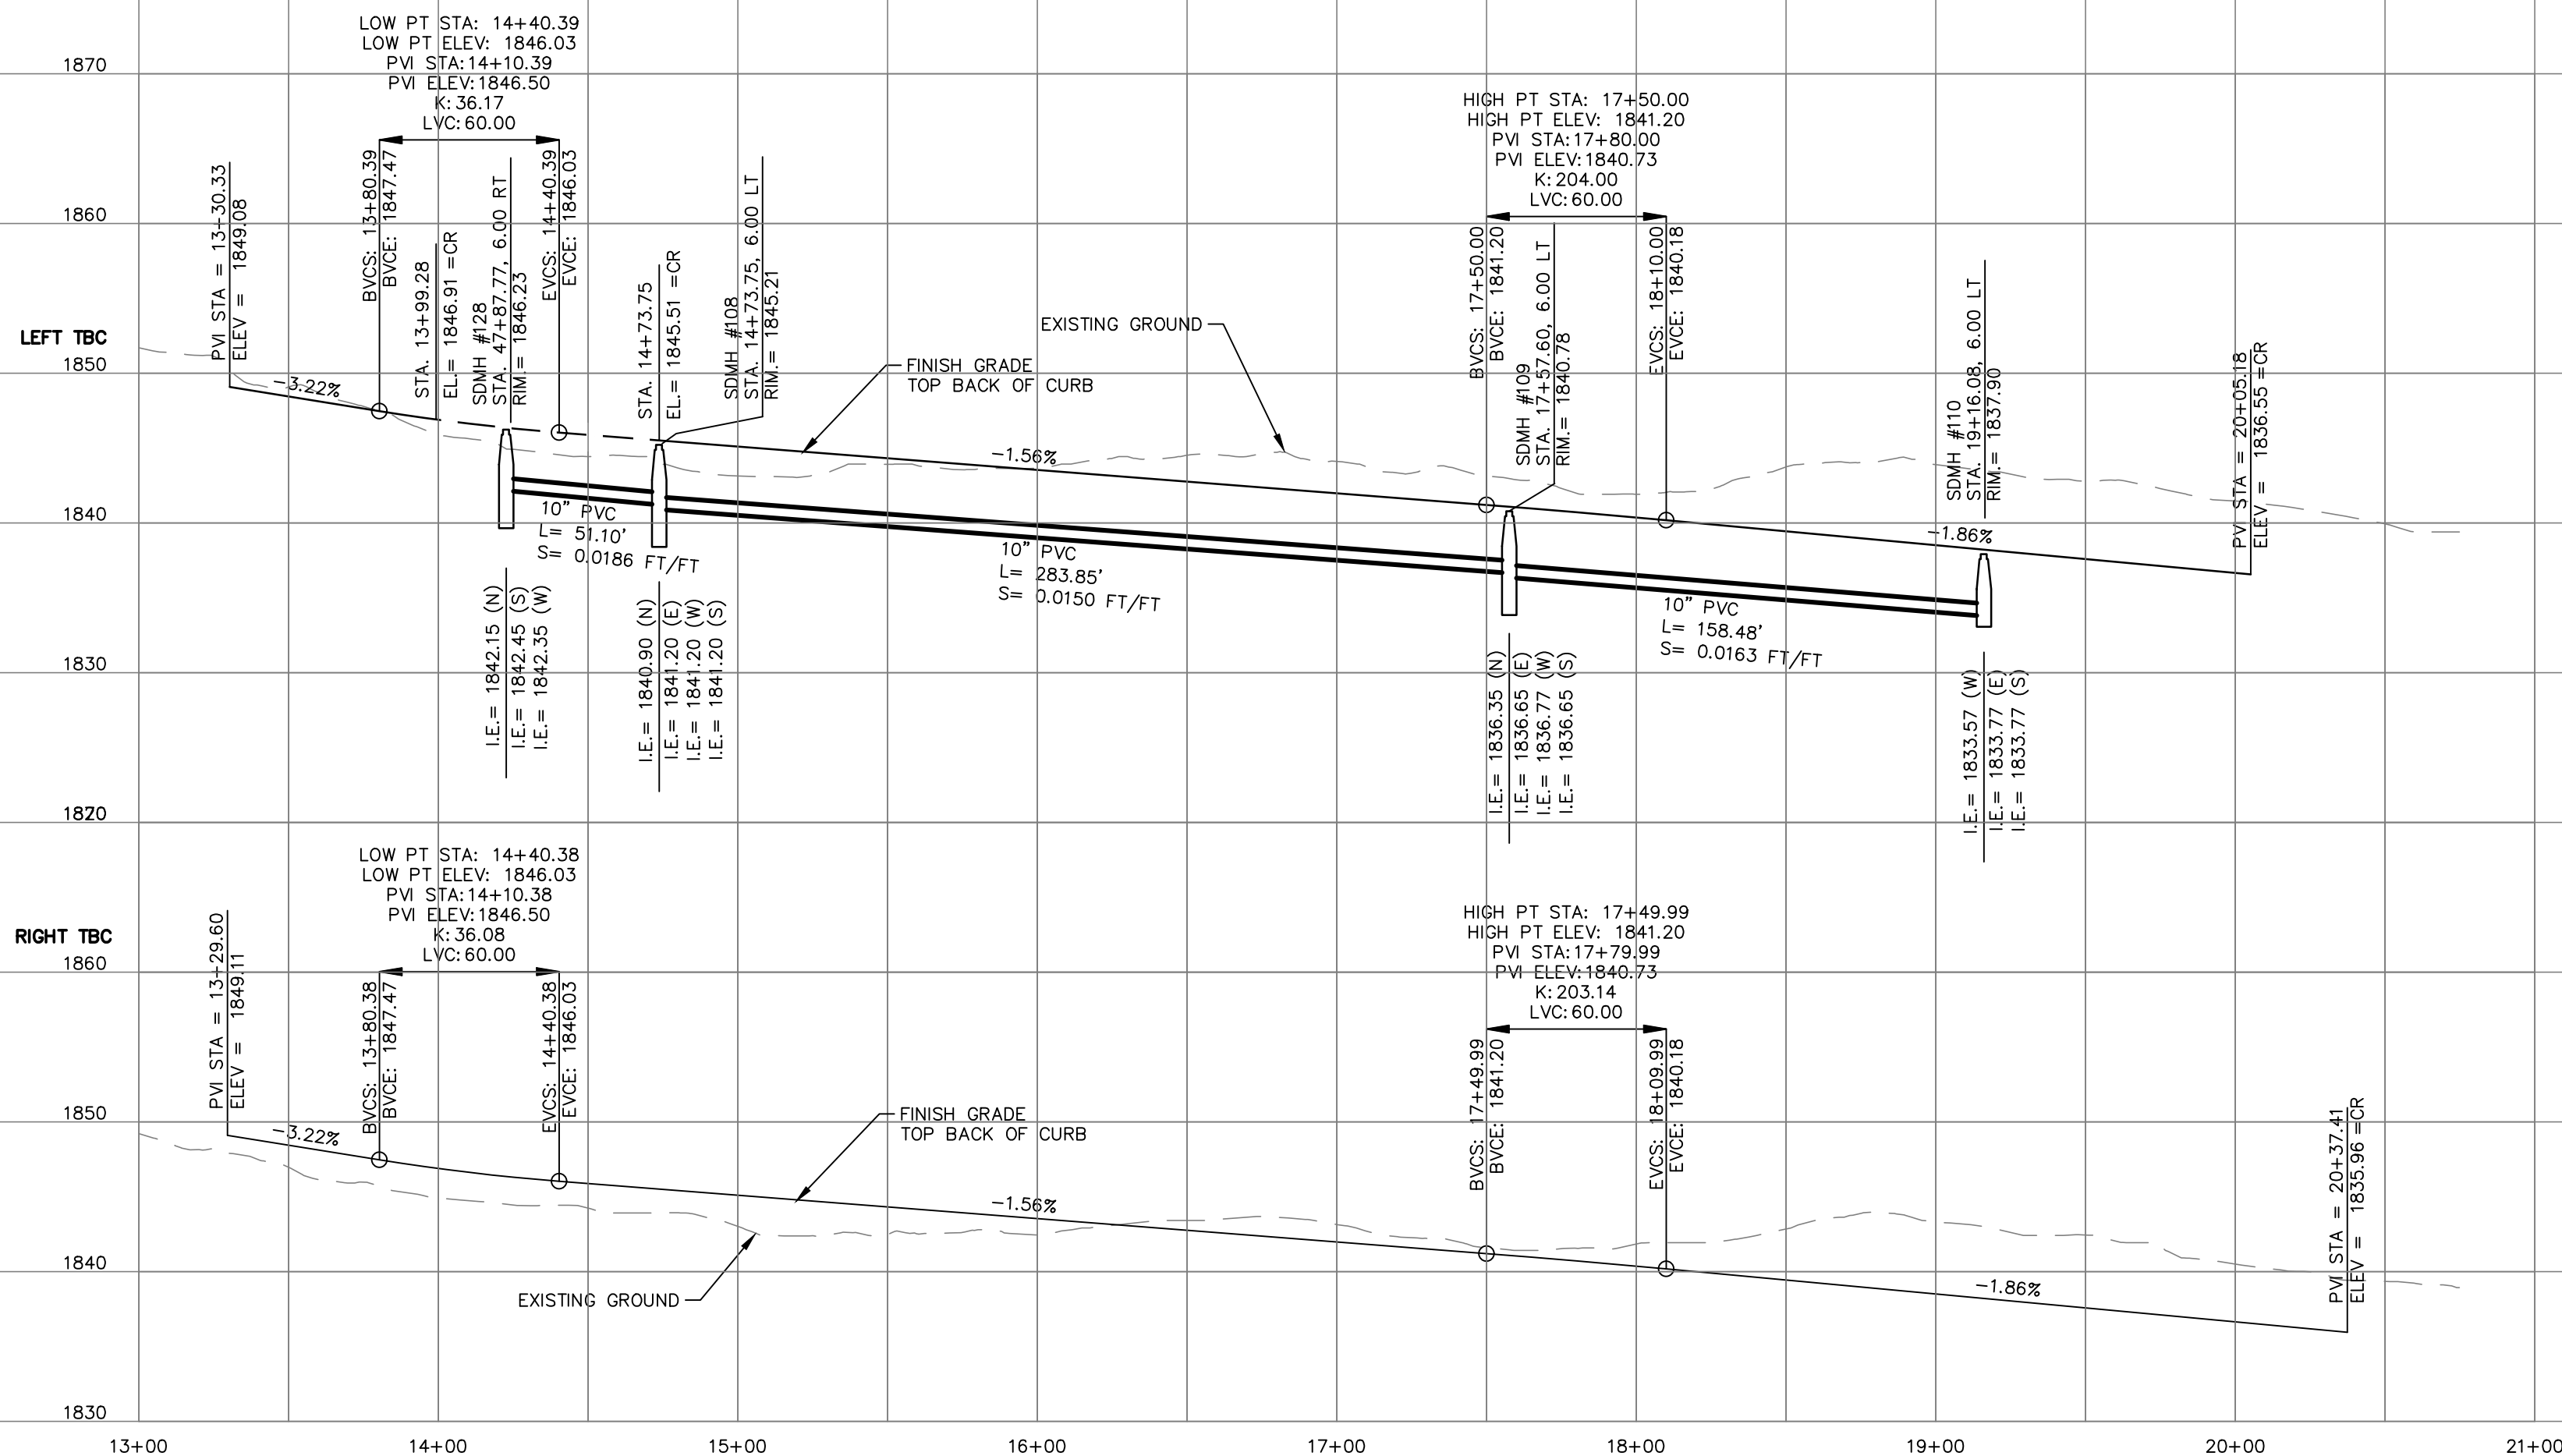 LOW PT STA: 14+40.39
LOW PT ELEV: 1846.03
PVI STA:14+10.39
PVI ELEV:1846.50
K:36.17
LVC:60.00
HIGH PT STA: 17+50.00
HIGH PT ELEV: 1841.20
PVI STA:17+80.00
PVI ELEV:1840.73
K:204.00
LVC:60.00
1870
1860
LEFT TBC
1850
1840
1830
1820
PVI STA = 13+30.33
ELEV = 1849.08
BVCS: 13+80.39
BVCE: 1847.47
STA. 13+99.28
EL.= 1846.91 =CR
SDMH #128
STA. 47+87.77, 6.00 RT
RIM.= 1846.23
EVCS: 14+40.39
EVCE: 1846.03
STA. 14+73.75
EL.= 1845.51 =CR
SDMH #108
STA. 14+73.75, 6.00 LT
RIM.= 1845.21
EXISTING GROUND
FINISH GRADE
TOP BACK OF CURB
BVCS: 17+50.00
BVCE: 1841.20
SDMH #109
STA. 17+57.60, 6.00 LT
RIM.= 1840.78
EVCS: 18+10.00
EVCE: 1840.18
SDMH #110
STA. 19+16.08, 6.00 LT
RIM.= 1837.90
PVI STA = 20+05.18
ELEV = 1836.55 =CR
-3.22%
-1.56%
-1.86%
10" PVC
L= 51.10'
S= 0.0186 FT/FT
10" PVC
L= 283.85'
S= 0.0150 FT/FT
10" PVC
L= 158.48'
S= 0.0163 FT/FT
I.E.= 1842.15 (N)
I.E.= 1842.45 (S)
I.E.= 1842.35 (W)
I.E.= 1840.90 (N)
I.E.= 1841.20 (E)
I.E.= 1841.20 (W)
I.E.= 1841.20 (S)
I.E.= 1836.35 (N)
I.E.= 1836.65 (E)
I.E.= 1836.77 (W)
I.E.= 1836.65 (S)
I.E.= 1833.57 (W)
I.E.= 1833.77 (E)
I.E.= 1833.77 (S)
LOW PT STA: 14+40.38
LOW PT ELEV: 1846.03
PVI STA:14+10.38
PVI ELEV:1846.50
K:36.08
LVC:60.00
HIGH PT STA: 17+49.99
HIGH PT ELEV: 1841.20
PVI STA:17+79.99
PVI ELEV:1840.73
K:203.14
LVC:60.00
RIGHT TBC
1860
1850
1840
1830
PVI STA = 13+29.60
ELEV = 1849.11
BVCS: 13+80.38
BVCE: 1847.47
EVCS: 14+40.38
EVCE: 1846.03
FINISH GRADE
TOP BACK OF CURB
BVCS: 17+49.99
BVCE: 1841.20
EVCS: 18+09.99
EVCE: 1840.18
PVI STA = 20+37.41
ELEV = 1835.96 =CR
-3.22%
-1.56%
-1.86%
EXISTING GROUND
13+00
14+00
15+00
16+00
17+00
18+00
19+00
20+00
21+00